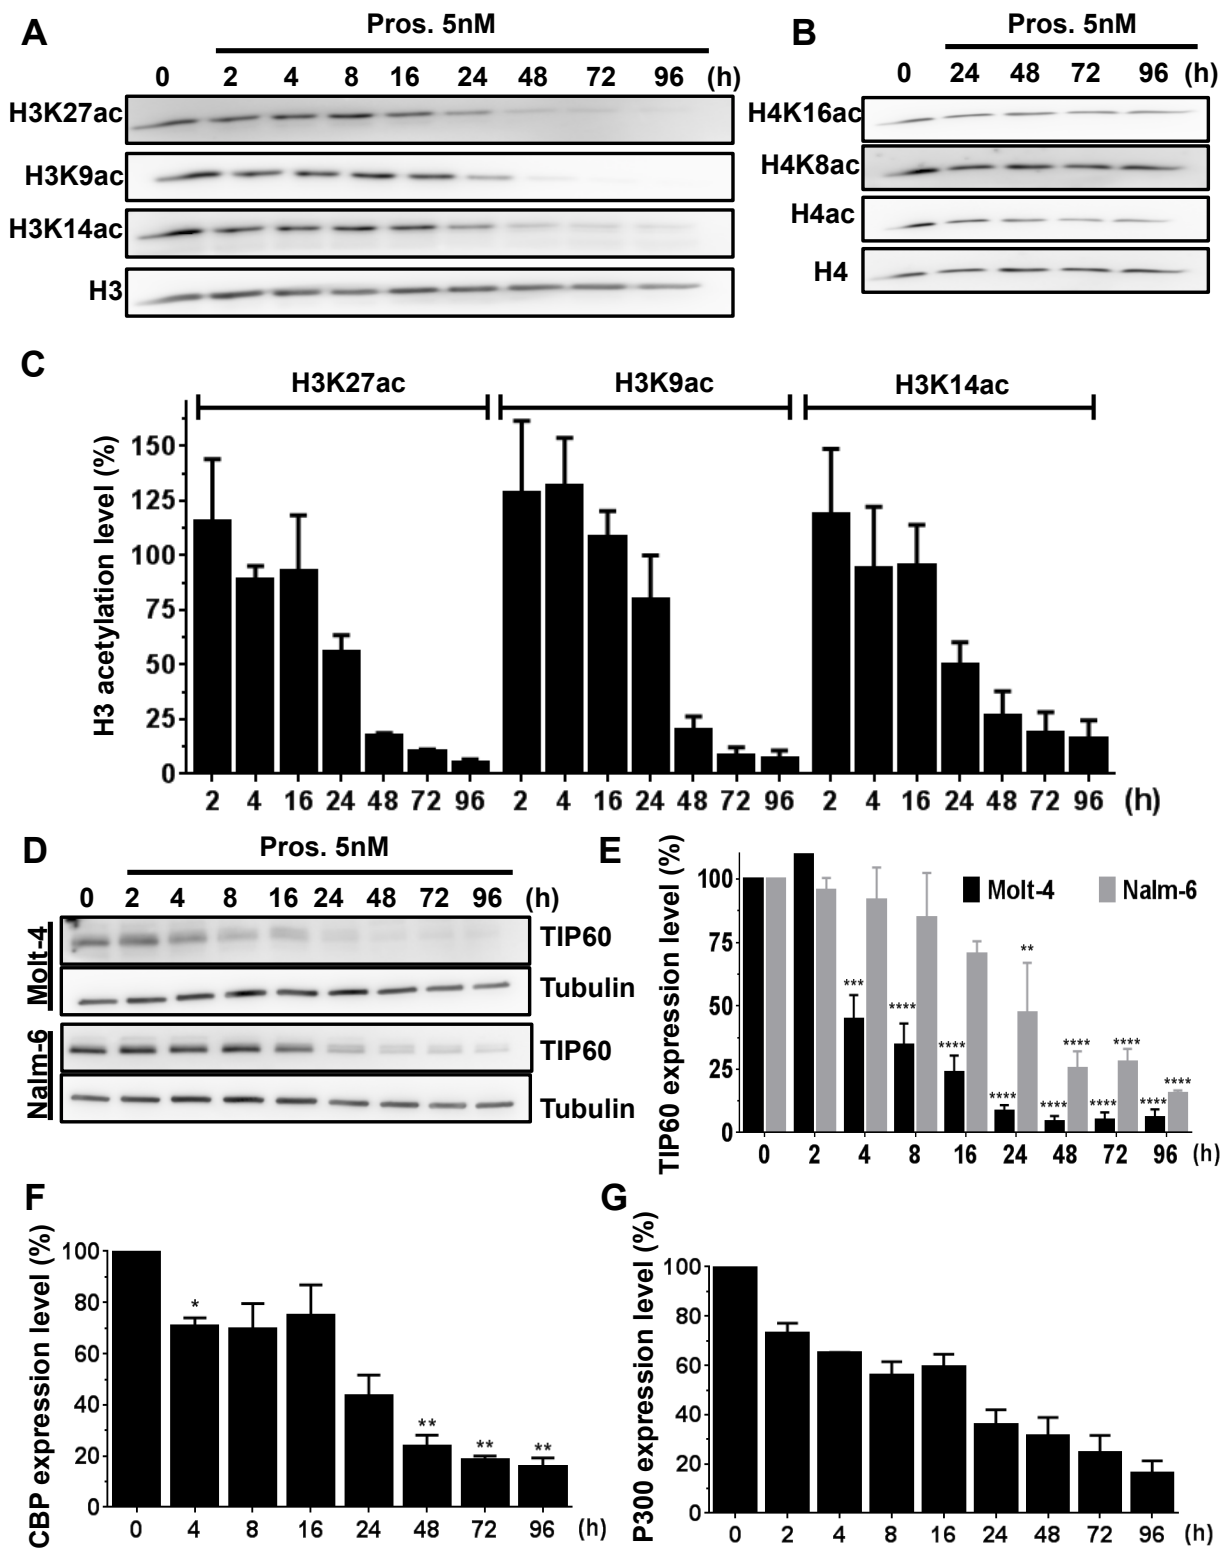 A
Pros. 5nM
0 2 4 8 16 24 48 72 96 (h)
H3K27ac
H3K9ac
H3K14ac
H3
B
Pros. 5nM
0 24 48 72 96 (h)
H4K16ac
H4K8ac
H4ac
H4
C
H3K27ac H3K9ac H3K14ac
H3 acetylation level (%)
150
125
100
75
50
25
0
2 4 16 24 48 72 96 2 4 16 24 48 72 96 2 4 16 24 48 72 96 (h)
D
Pros. 5nM
0 2 4 8 16 24 48 72 96 (h)
Molt-4
TIP60
Tubulin
Nalm-6
TIP60
Tubulin
E
TIP60 expression level (%)
Molt-4 Nalm-6
100
75
50
25
0
*** **** **** **** ** **** **** **** **** **** ****
0 2 4 8 16 24 48 72 96 (h)
F
CBP expression level (%)
100
80
60
40
20
0
* ** ** **
0 4 8 16 24 48 72 96 (h)
G
P300 expression level (%)
100
80
60
40
20
0
0 2 4 8 16 24 48 72 96 (h)